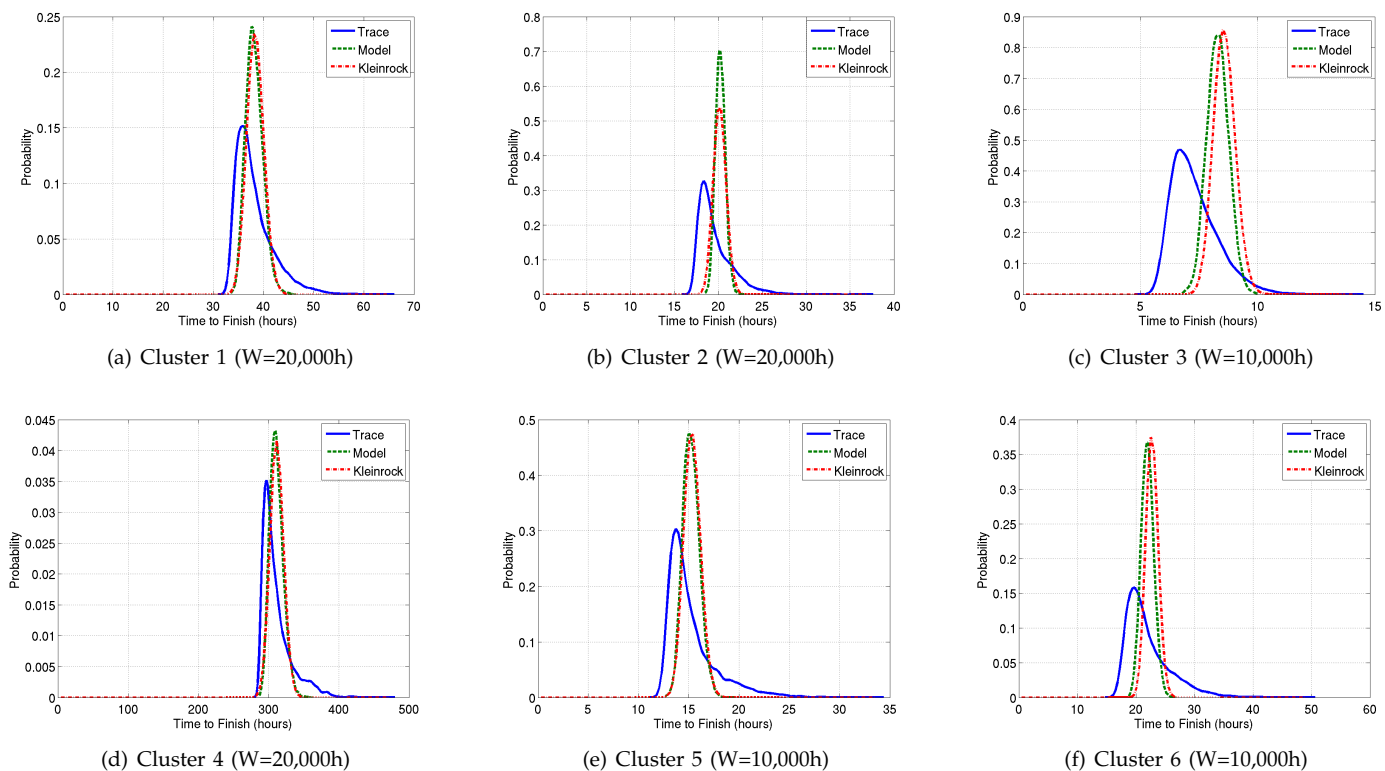 0.25
0.2
0.15
0.1
0.05
0
0 10 20 30 40 50 60 70
Probability
Time to Finish (hours)
Trace
Model
Kleinrock
(a) Cluster 1 (W=20,000h)
0.8
0.7
0.6
0.5
0.4
0.3
0.2
0.1
0
0 5 10 15 20 25 30 35 40
Probability
Time to Finish (hours)
Trace
Model
Kleinrock
(b) Cluster 2 (W=20,000h)
0.9
0.8
0.7
0.6
0.5
0.4
0.3
0.2
0.1
0
0 5 10 15
Probability
Time to Finish (hours)
Trace
Model
Kleinrock
(c) Cluster 3 (W=10,000h)
0.045
0.04
0.035
0.03
0.025
0.02
0.015
0.01
0.005
0
0 100 200 300 400 500
Probability
Time to Finish (hours)
Trace
Model
Kleinrock
(d) Cluster 4 (W=20,000h)
0.5
0.4
0.3
0.2
0.1
0
0 5 10 15 20 25 30 35
Probability
Time to Finish (hours)
Trace
Model
Kleinrock
(e) Cluster 5 (W=10,000h)
0.4
0.35
0.3
0.25
0.2
0.15
0.1
0.05
0
0 10 20 30 40 50 60
Probability
Time to Finish (hours)
Trace
Model
Kleinrock
(f) Cluster 6 (W=10,000h)